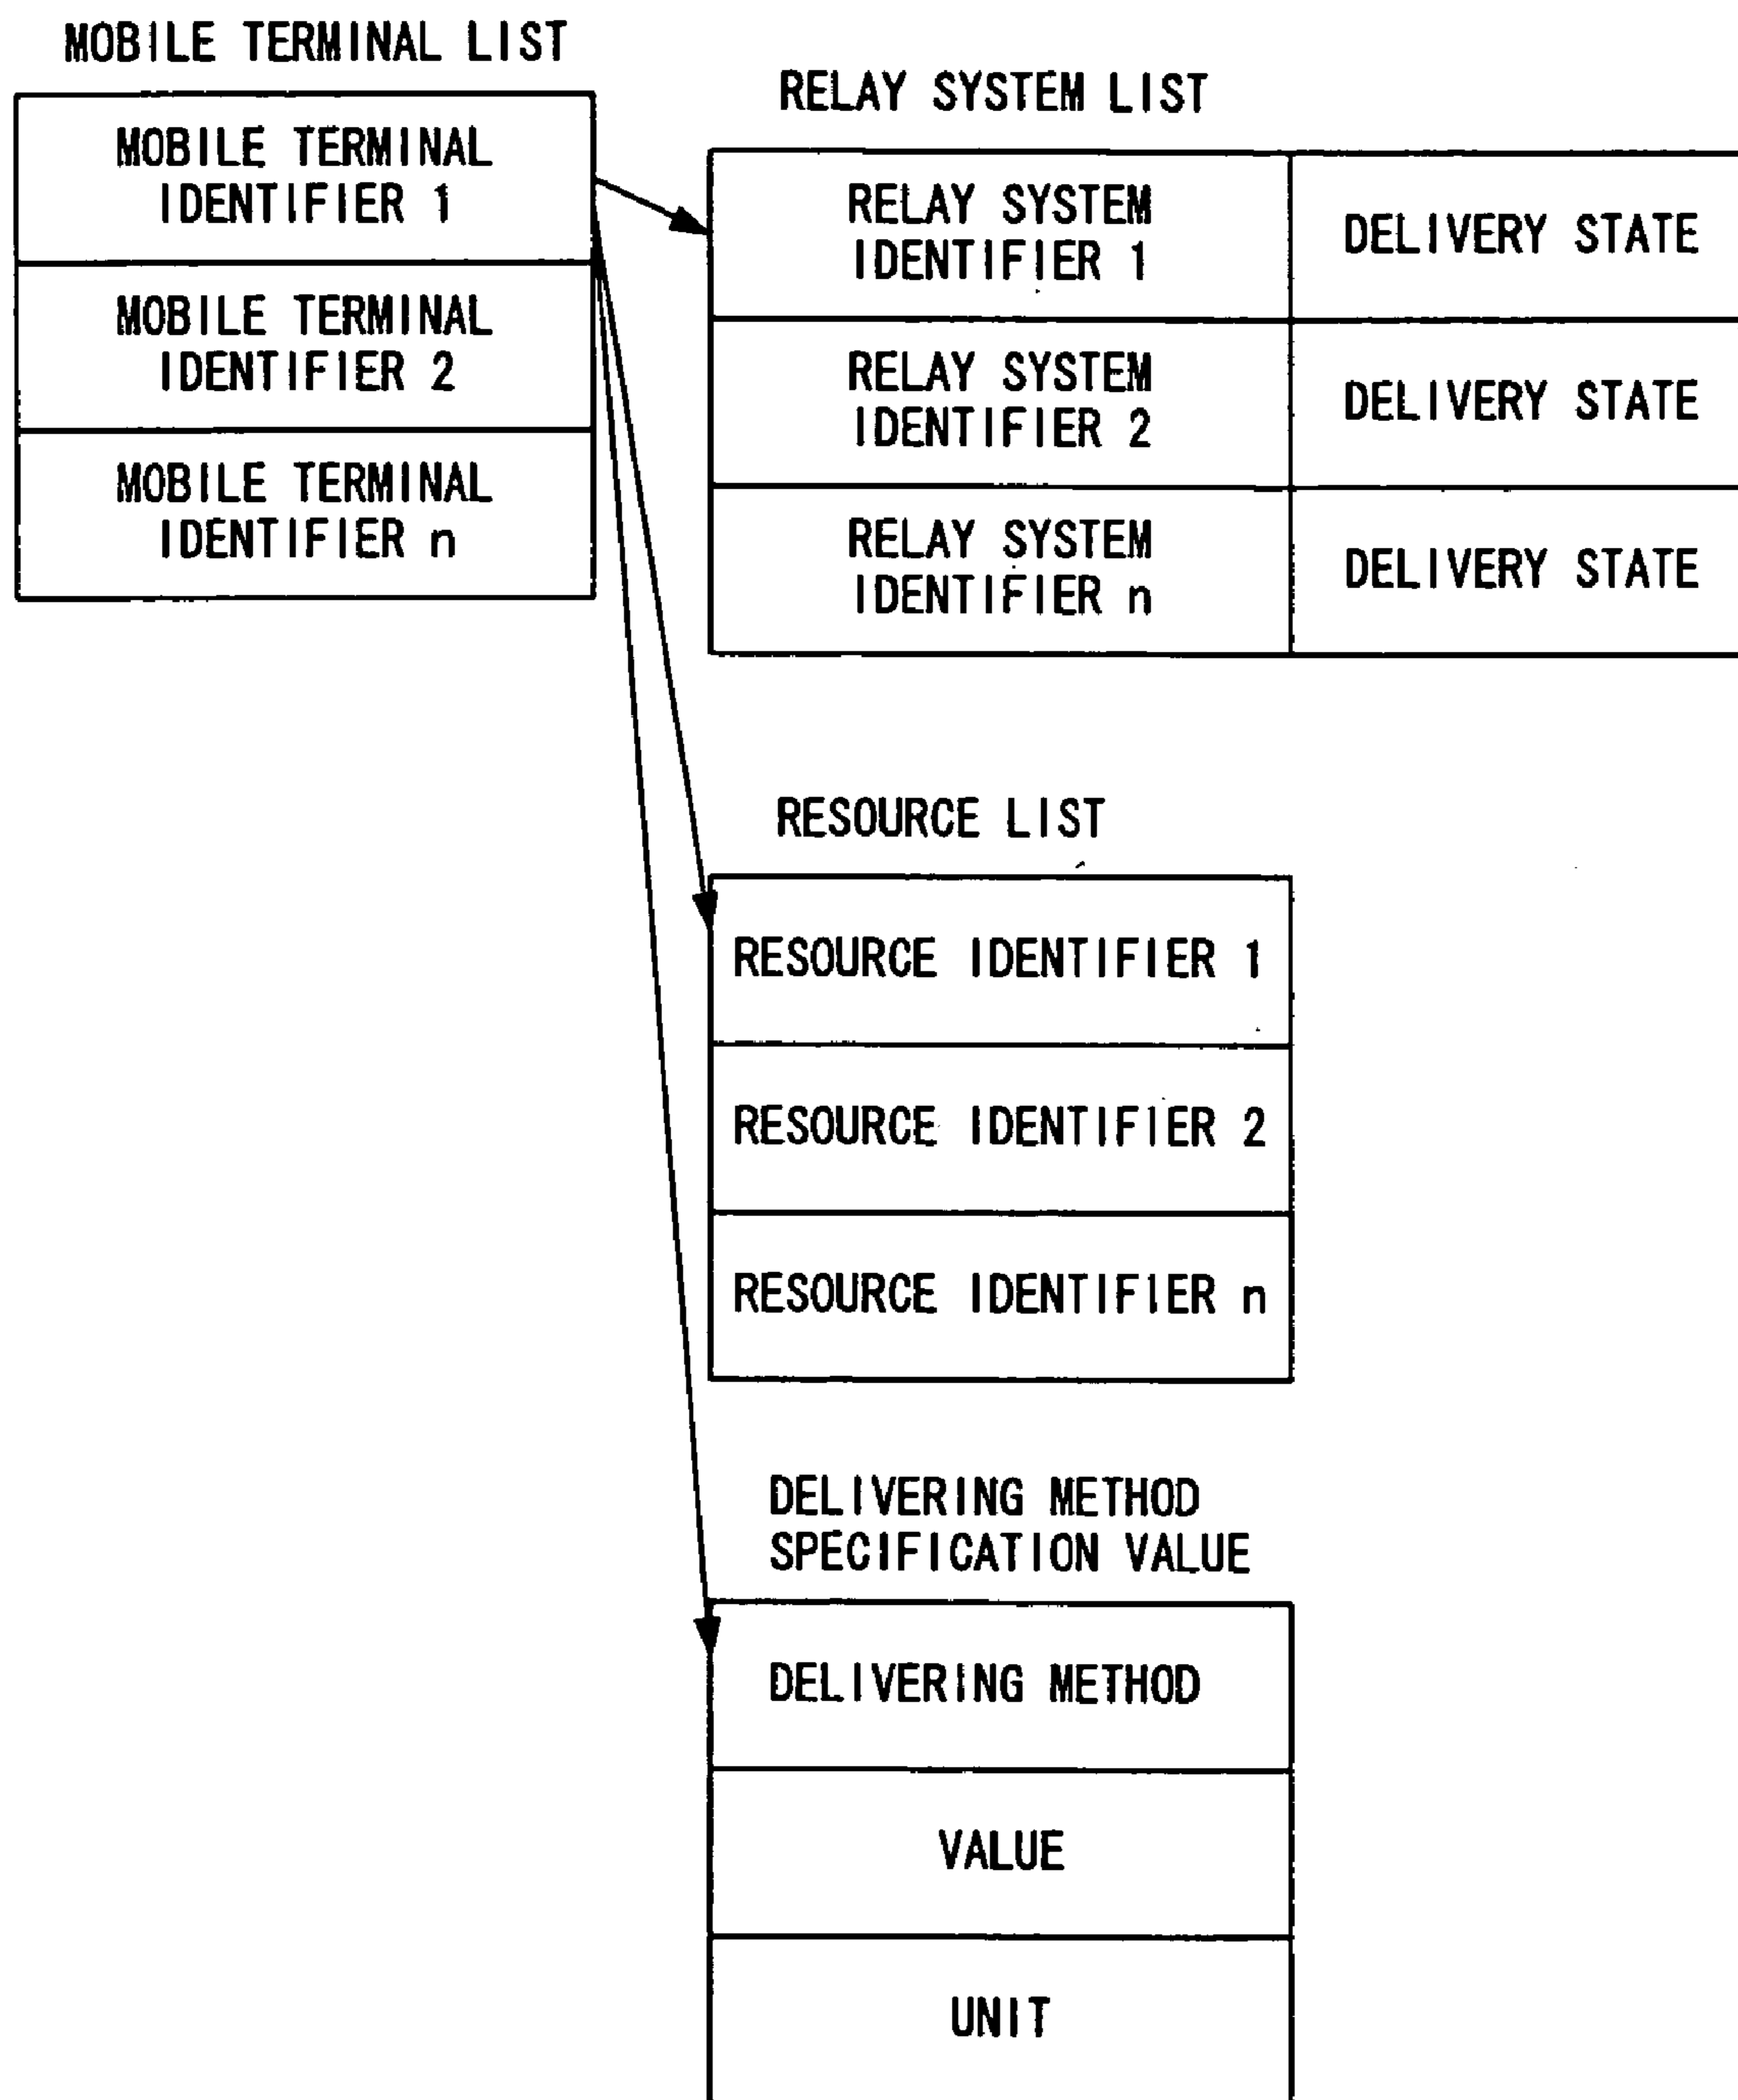 MOBILE TERMINAL LIST
MOBILE TERMINAL
IDENTIFIER 1
MOBILE TERMINAL
IDENTIFIER 2
MOBILE TERMINAL
IDENTIFIER n
RELAY SYSTEM LIST
RELAY SYSTEM
IDENTIFIER 1
DELIVERY STATE
RELAY SYSTEM
IDENTIFIER 2
DELIVERY STATE
RELAY SYSTEM
IDENTIFIER n
DELIVERY STATE
RESOURCE LIST
RESOURCE IDENTIFIER 1
RESOURCE IDENTIFIER 2
RESOURCE IDENTIFIER n
DELIVERING METHOD
SPECIFICATION VALUE
DELIVERING METHOD
VALUE
UNIT